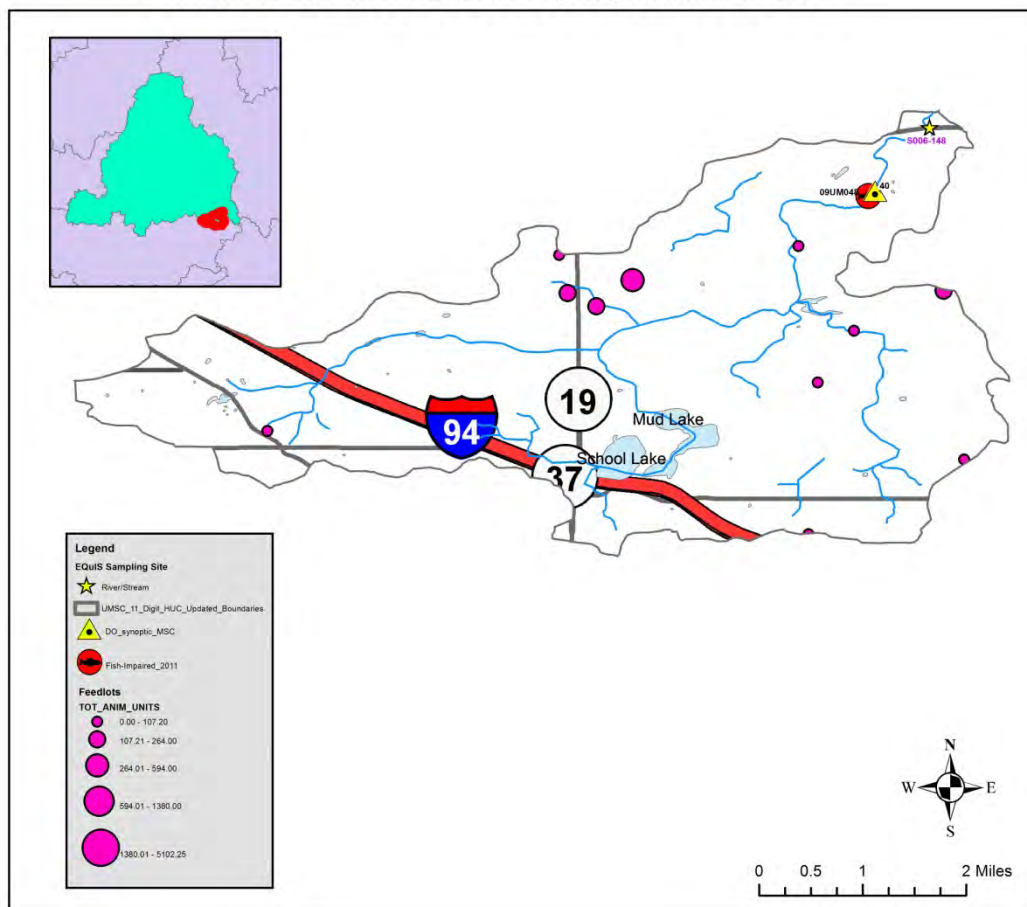 S006-148
40
09UM048
19
94
Mud Lake
School Lake
37
Legend
EQuIS Sampling Site
River/Stream
UMSC_11_Digit_HUC_Updated_Boundaries
DO_synoptic_MSC
Fish-Impaired_2011
Feedlots
TOT_ANIM_UNITS
0.00 - 107.20
107.21 - 264.00
264.01 - 594.00
594.01 - 1380.00
1380.01 - 5102.25
N
W E
S
0 0.5 1 2 Miles